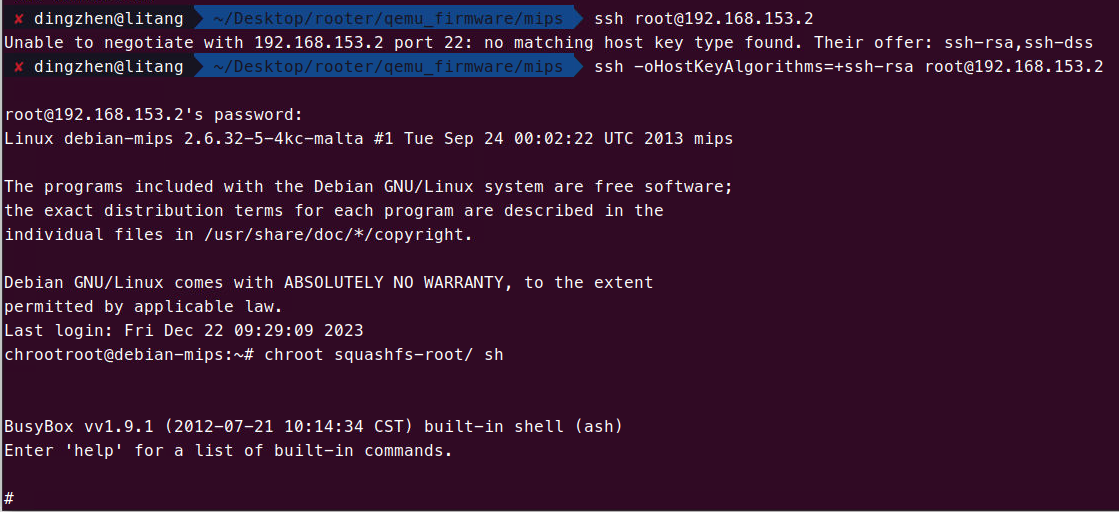 ✘ dingzhen@litang ~/Desktop/rooter/qemu_firmware/mips ssh root@192.168.153.2
Unable to negotiate with 192.168.153.2 port 22: no matching host key type found. Their offer: ssh-rsa,ssh-dss
✘ dingzhen@litang ~/Desktop/rooter/qemu_firmware/mips ssh -oHostKeyAlgorithms=+ssh-rsa root@192.168.153.2
root@192.168.153.2's password:
Linux debian-mips 2.6.32-5-4kc-malta #1 Tue Sep 24 00:02:22 UTC 2013 mips
The programs included with the Debian GNU/Linux system are free software;
the exact distribution terms for each program are described in the
individual files in /usr/share/doc/*/copyright.
Debian GNU/Linux comes with ABSOLUTELY NO WARRANTY, to the extent
permitted by applicable law.
Last login: Fri Dec 22 09:29:09 2023
chrootroot@debian-mips:~# chroot squashfs-root/ sh
BusyBox vv1.9.1 (2012-07-21 10:14:34 CST) built-in shell (ash)
Enter 'help' for a list of built-in commands.
#